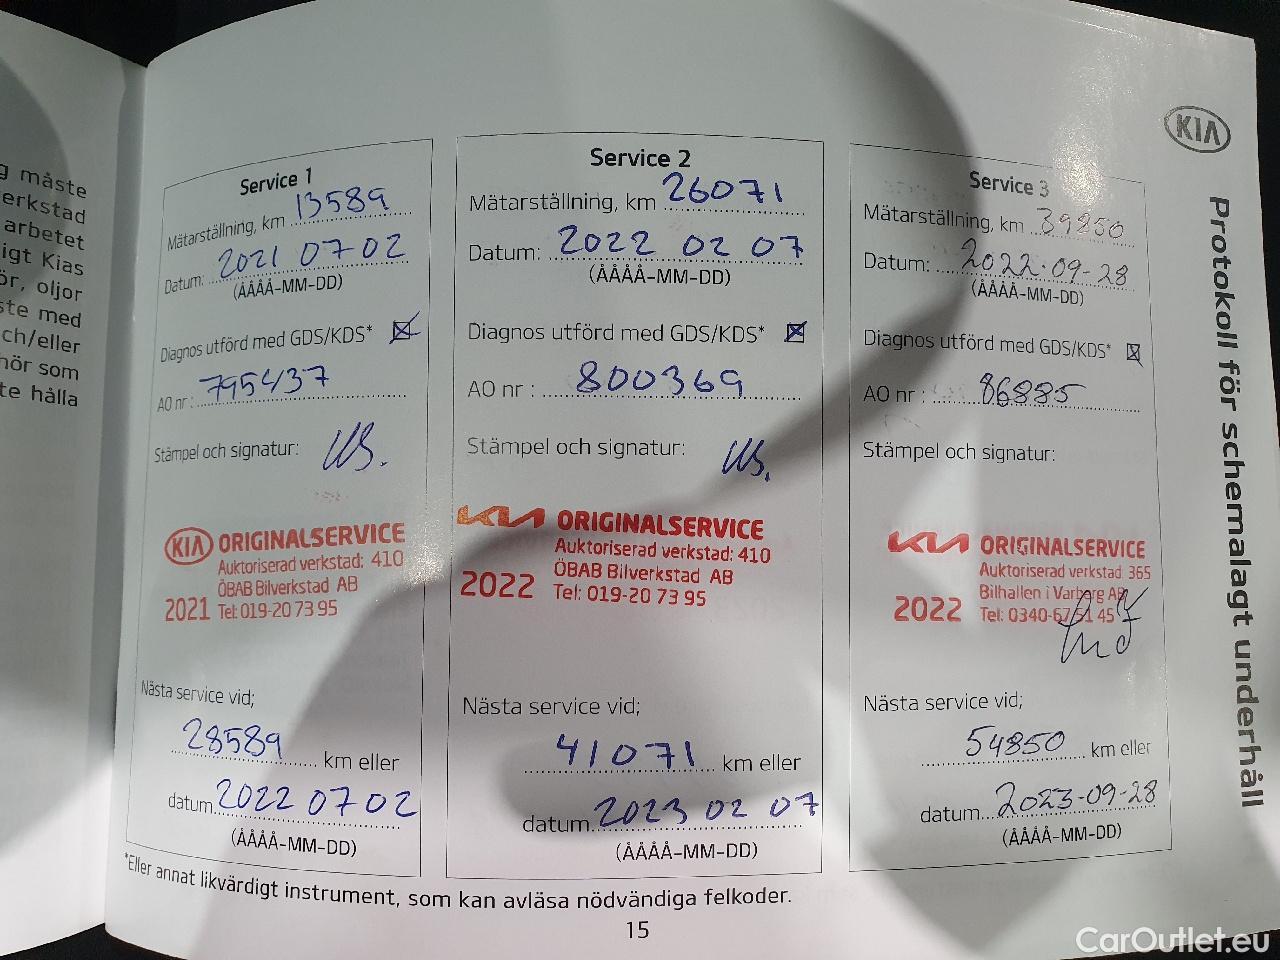 g måste
erkstad
arbetet
igt Kias
ör, oljor
ste med
ch/eller
hör som
te hålla
Service 1
Mätarställning, km 13589
Datum: 2021 07 02
(ÅÅÅÅ-MM-DD)
Diagnos utförd med GDS/KDS*
AO nr : 795437
Stämpel och signatur:
KIA ORIGINALSERVICE
Auktoriserad verkstad: 410
ÖBAB Bilverkstad AB
2021 Tel: 019-20 73 95
Nästa service vid;
28589 km eller
datum 2022 07 02
(ÅÅÅÅ-MM-DD)
Service 2
Mätarställning, km 26071
Datum: 2022 02 07
(ÅÅÅÅ-MM-DD)
Diagnos utförd med GDS/KDS*
AO nr : 800369
Stämpel och signatur:
KIA ORIGINALSERVICE
Auktoriserad verkstad: 410
ÖBAB Bilverkstad AB
2022 Tel: 019-20 73 95
Nästa service vid;
41071 km eller
datum 2023 02 07
(ÅÅÅÅ-MM-DD)
Service 3
Mätarställning, km 39850
Datum: 2022-09-28
(ÅÅÅÅ-MM-DD)
Diagnos utförd med GDS/KDS*
AO nr : 86885
Stämpel och signatur:
KIA ORIGINALSERVICE
Auktoriserad verkstad 365
Bilhallen i Varberg AB
2022 Tel: 0340-67 51 45
Nästa service vid;
54850 km eller
datum 2023-09-28
(ÅÅÅÅ-MM-DD)
*Eller annat likvärdigt instrument, som kan avläsa nödvändiga felkoder.
15
KIA
Protokoll för schemalagt underhåll
CarOutlet.eu